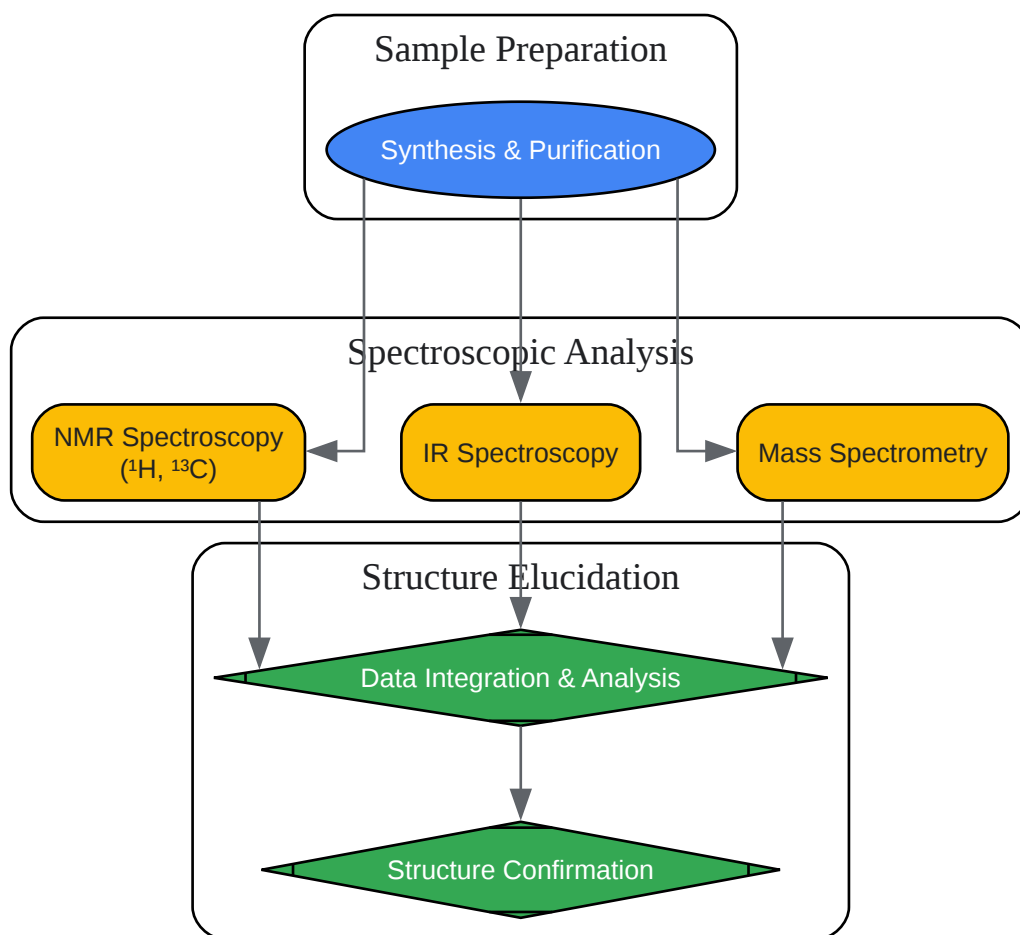 Sample Preparation
Synthesis & Purification
Spectroscopic Analysis
NMR Spectroscopy
(¹H, ¹³C)
IR Spectroscopy
Mass Spectrometry
Structure Elucidation
Data Integration & Analysis
Structure Confirmation